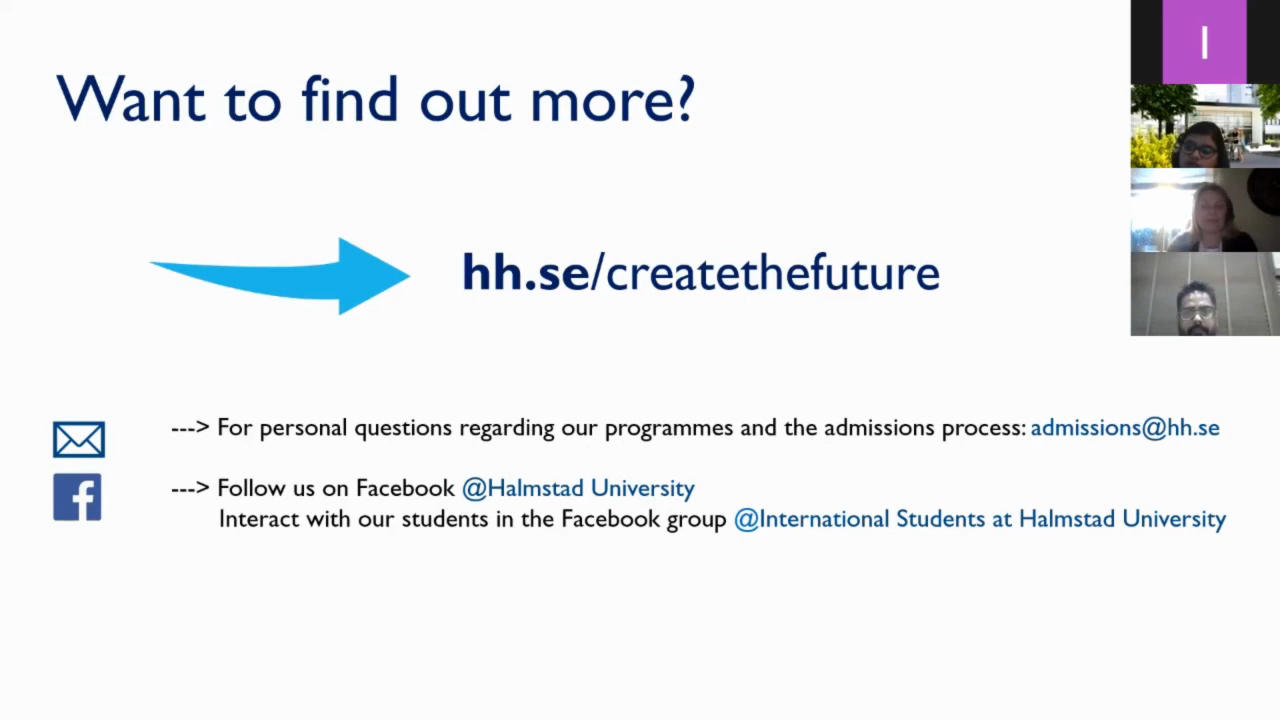 Want to find out more?
I
hh.se/createthefuture
---> For personal questions regarding our programmes and the admissions process: admissions@hh.se
---> Follow us on Facebook @Halmstad University
Interact with our students in the Facebook group @International Students at Halmstad University